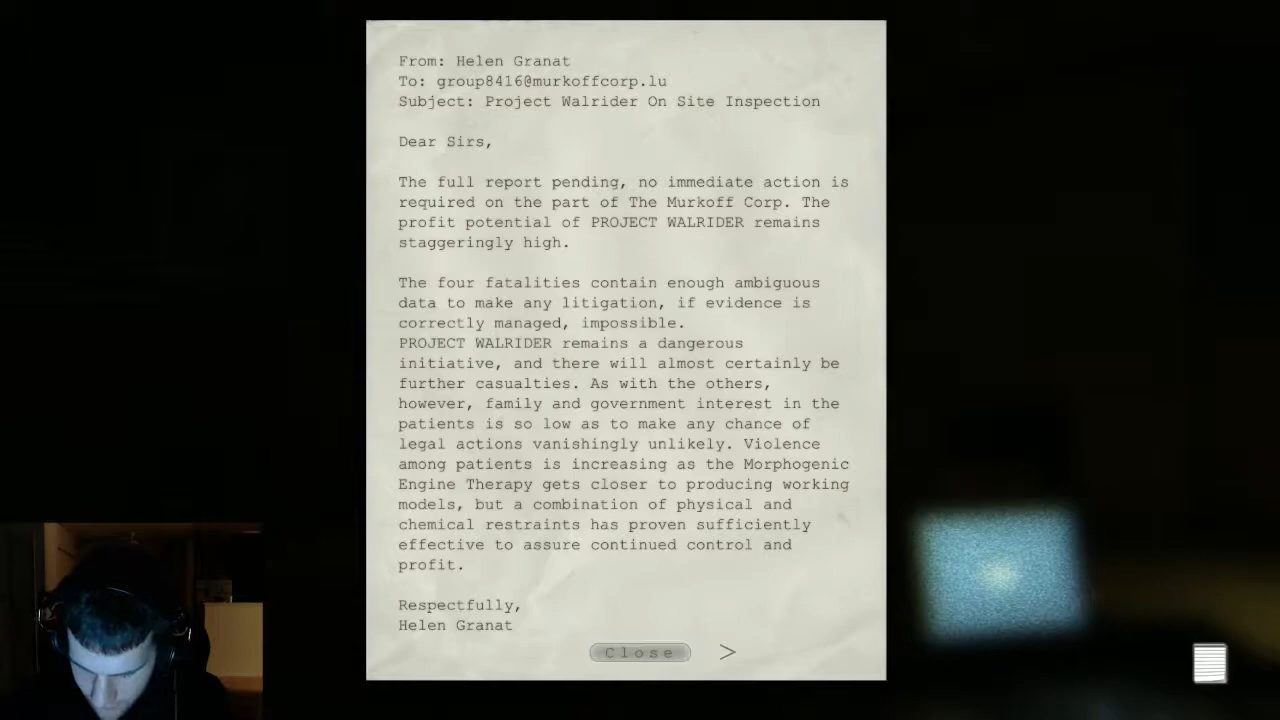 From: Helen Granat
To: group8416@murkoffcorp.lu
Subject: Project Walrider On Site Inspection
Dear Sirs,
The full report pending, no immediate action is
required on the part of The Murkoff Corp. The
profit potential of PROJECT WALRIDER remains
staggeringly high.
The four fatalities contain enough ambiguous
data to make any litigation, if evidence is
correctly managed, impossible.
PROJECT WALRIDER remains a dangerous
initiative, and there will almost certainly be
further casualties. As with the others,
however, family and government interest in the
patients is so low as to make any chance of
legal actions vanishingly unlikely. Violence
among patients is increasing as the Morphogenic
Engine Therapy gets closer to producing working
models, but a combination of physical and
chemical restraints has proven sufficiently
effective to assure continued control and
profit.
Respectfully,
Helen Granat
Close >